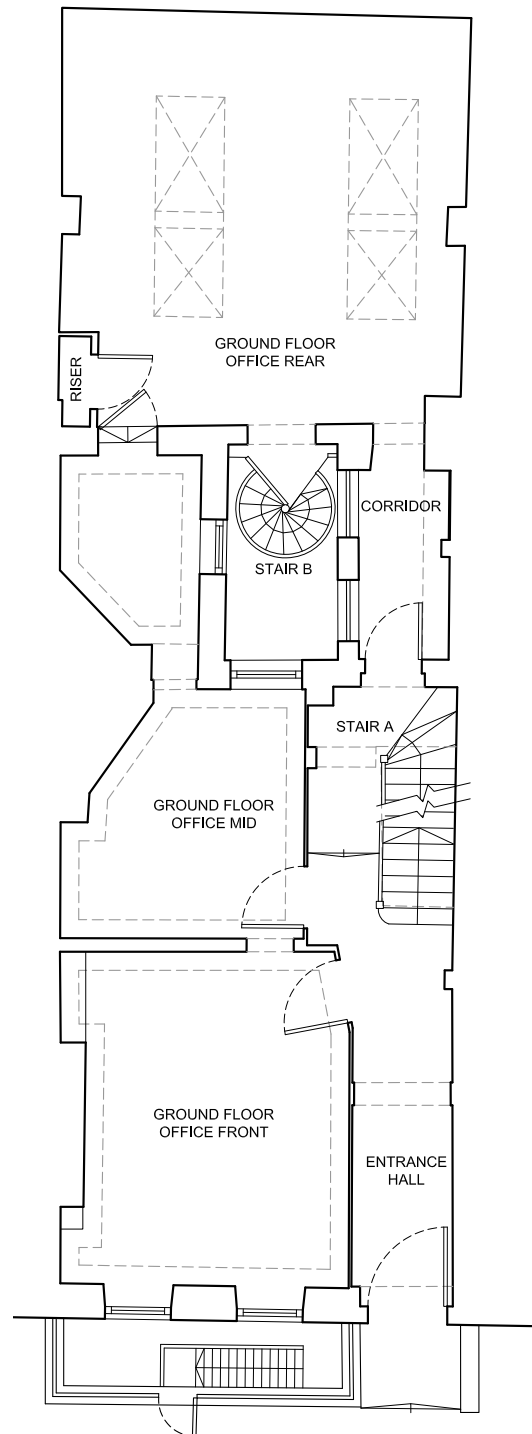 GROUND FLOOR
OFFICE REAR
RISER
CORRIDOR
STAIR B
STAIR A
GROUND FLOOR
OFFICE MID
GROUND FLOOR
OFFICE FRONT
ENTRANCE
HALL